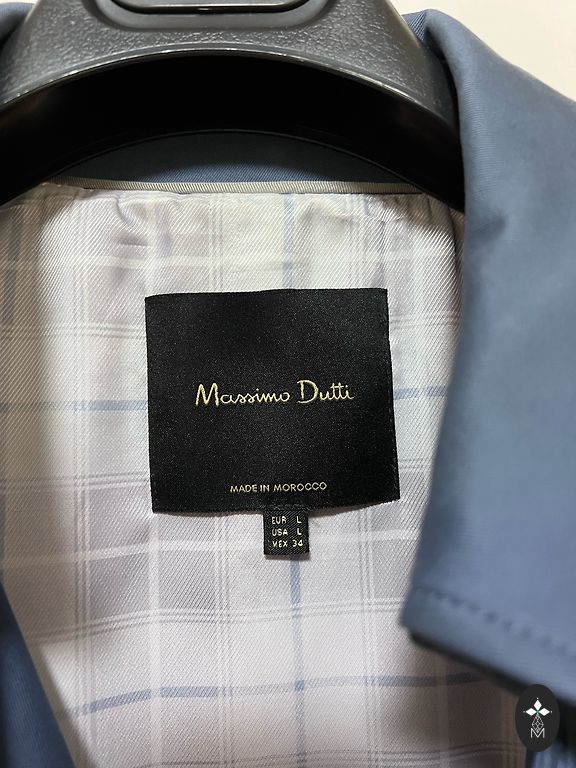 Massimo Dutti
MADE IN MOROCCO
EUR L
USA L
MEX 34
M